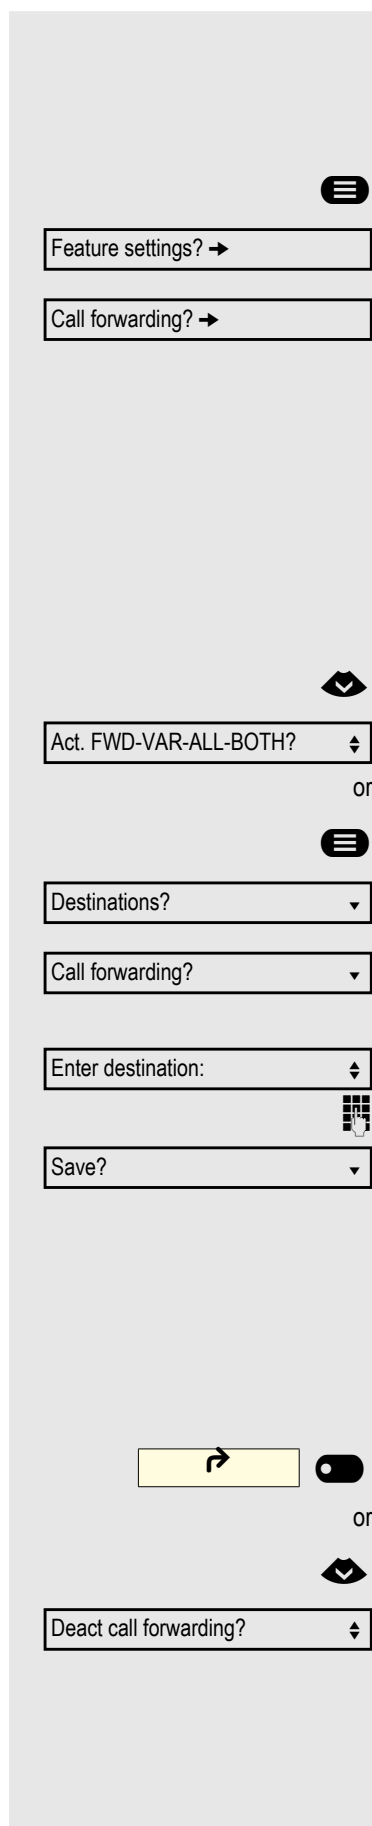 Feature settings? →
Call forwarding? →
Act. FWD-VAR-ALL-BOTH?
or
Destinations?
Call forwarding?
Enter destination:
Save?
or
Deact call forwarding?